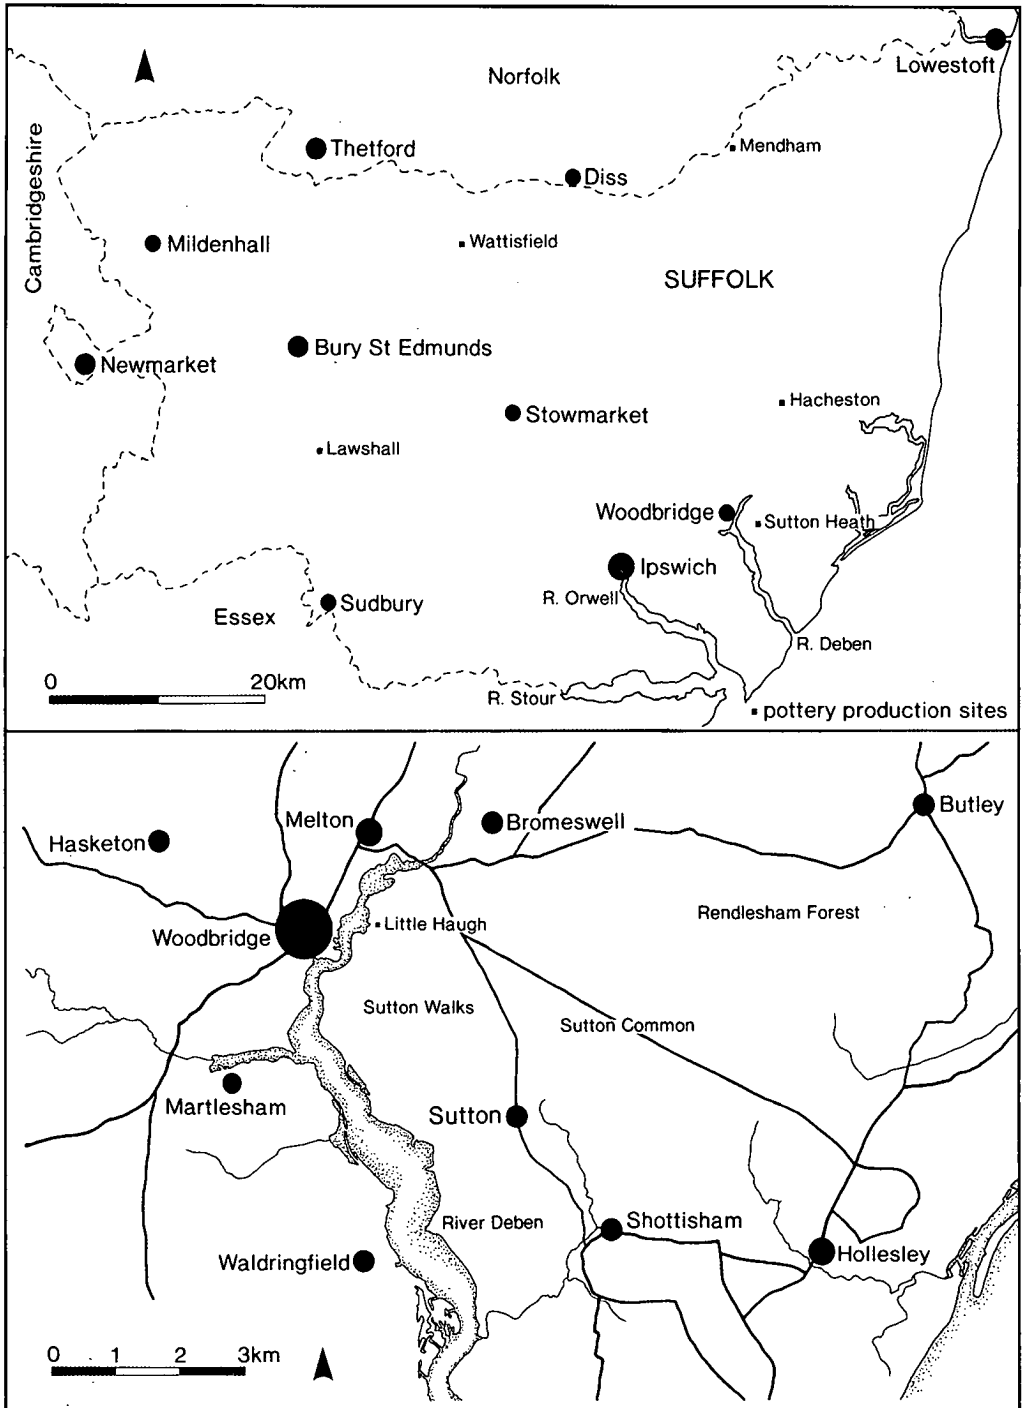 Lowestoft
Norfolk
Cambridgeshire
Thetford
Mendham
Diss
Mildenhall
Wattisfield
SUFFOLK
Bury St Edmunds
Newmarket
Hacheston
Stowmarket
Lawshall
Woodbridge
Sutton Heath
Ipswich
R. Orwell
Sudbury
Essex
R. Deben
0 20km
R. Stour
pottery production sites
Butley
Melton
Bromeswell
Hasketon
Rendlesham Forest
Little Haugh
Woodbridge
Sutton Walks
Sutton Common
Martlesham
Sutton
River Deben
Shottisham
Waldringfield
Hollesley
0 1 2 3km